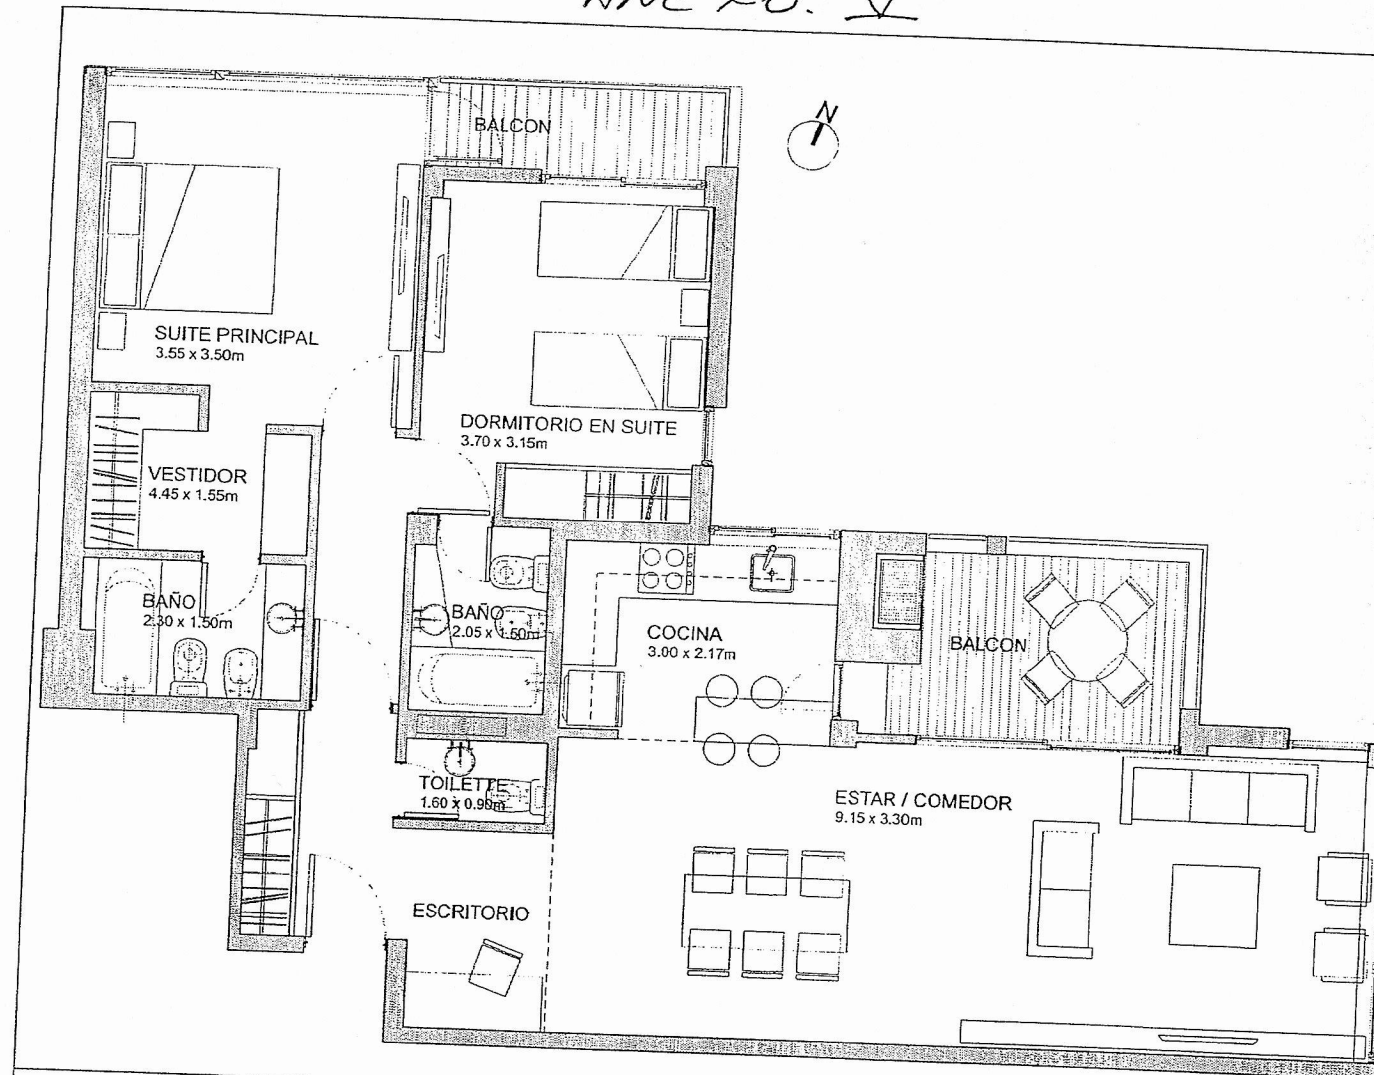 V
N
BALCON
SUITE PRINCIPAL
3.55 x 3.50m
DORMITORIO EN SUITE
3.70 x 3.15m
VESTIDOR
4.45 x 1.55m
BAÑO
2.30 x 1.50m
BAÑO
2.05 x 1.50m
COCINA
3.00 x 2.17m
BALCON
TOILETTE
1.60 x 0.90m
ESTAR / COMEDOR
9.15 x 3.30m
ESCRITORIO